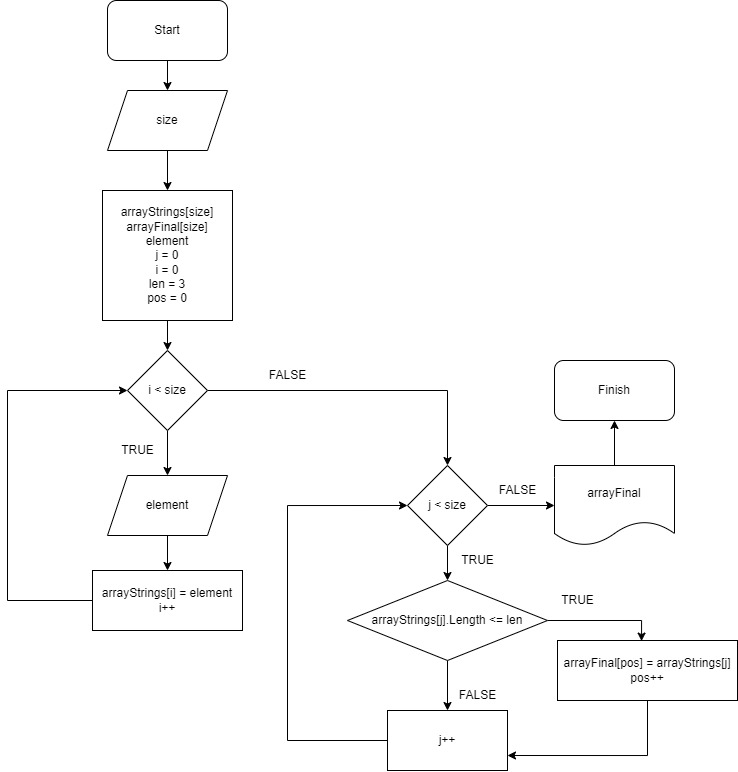 Start
size
arrayStrings[size]
arrayFinal[size]
element
j = 0
i = 0
len = 3
pos = 0
i < size
FALSE
TRUE
element
arrayStrings[i] = element
i++
j < size
FALSE
arrayFinal
Finish
TRUE
arrayStrings[j].Length <= len
TRUE
arrayFinal[pos] = arrayStrings[j]
pos++
FALSE
j++